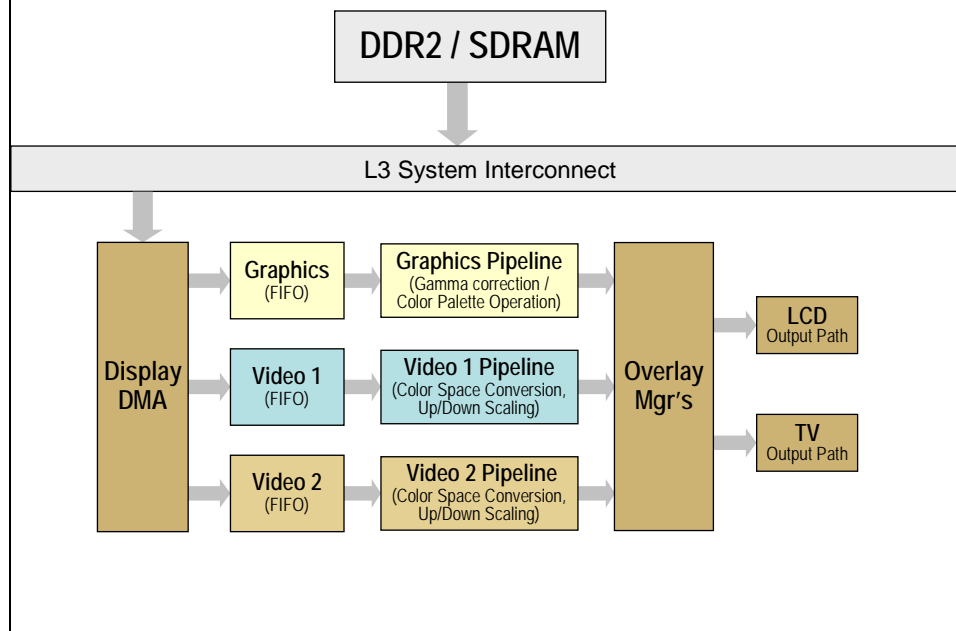 DDR2 / SDRAM
L3 System Interconnect
Display
DMA
Graphics
(FIFO)
Graphics Pipeline
(Gamma correction /
Color Palette Operation)
Video 1
(FIFO)
Video 1 Pipeline
(Color Space Conversion,
Up/Down Scaling)
Video 2
(FIFO)
Video 2 Pipeline
(Color Space Conversion,
Up/Down Scaling)
Overlay
Mgr's
LCD
Output Path
TV
Output Path